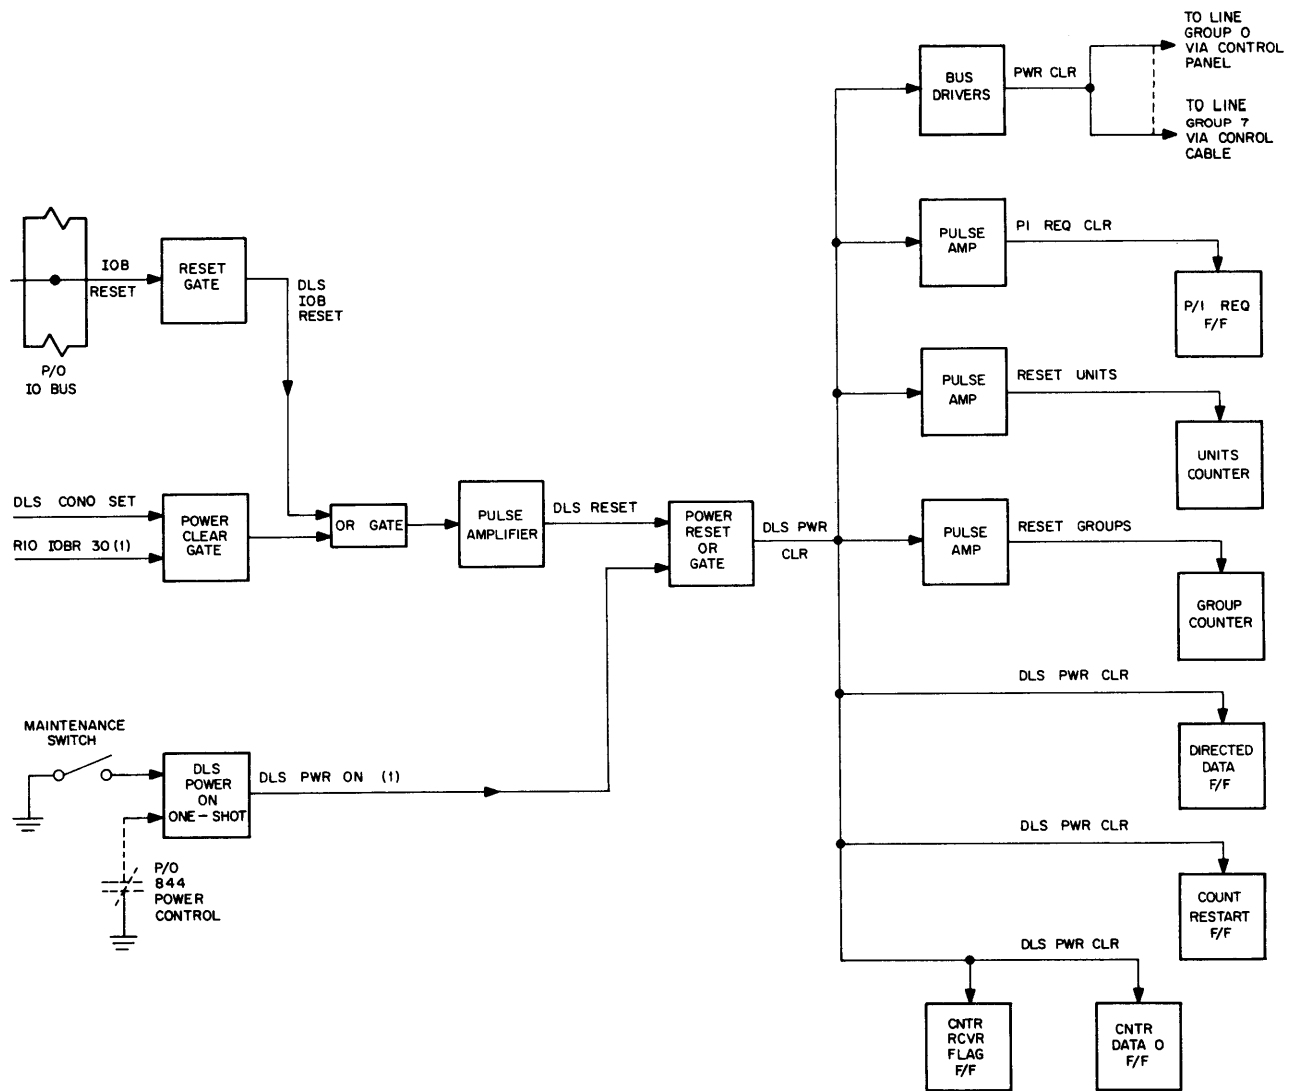 TO LINE
GROUP 0
VIA CONTROL
PANEL
BUS
DRIVERS
PWR CLR
TO LINE
GROUP 7
VIA CONROL
CABLE
IOB
RESET
RESET
GATE
DLS
IOB
RESET
P/O
IO BUS
PULSE
AMP
PI REQ CLR
P/I REQ
F/F
PULSE
AMP
RESET UNITS
UNITS
COUNTER
DLS CONO SET
RIO IOBR 30 (1)
POWER
CLEAR
GATE
OR GATE
PULSE
AMPLIFIER
DLS RESET
POWER
RESET
OR
GATE
DLS PWR
CLR
PULSE
AMP
RESET GROUPS
GROUP
COUNTER
MAINTENANCE
SWITCH
DLS
POWER
ON
ONE-SHOT
DLS PWR ON (1)
P/O
844
POWER
CONTROL
DLS PWR CLR
DIRECTED
DATA
F/F
DLS PWR CLR
COUNT
RESTART
F/F
DLS PWR CLR
CNTR
RCVR
FLAG
F/F
CNTR
DATA 0
F/F